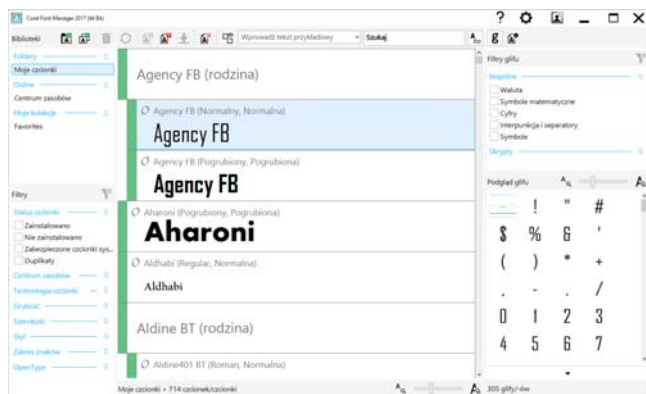 Corel Font Manager 2017 (64 Bit)
Biblioteki
Wprowadź tekst przykładowy
Szukaj
Foldery
Moje czcionki
Online
Centrum zasobów
Moje kolekcje
Favorites
Filtry
Status czcionki
Zainstalowano
Nie zainstalowano
Zabezpieczone czcionki sys...
Duplikaty
Centrum zasobów
Technologia czcionki
Grubość
Szerokość
Styl
Zakres znaków
OpenType
Agency FB (rodzina)
Agency FB (Normalny, Normalna)
Agency FB
Agency FB (Pogrubiony, Pogrubiona)
Agency FB
Aharoni (Pogrubiony, Pogrubiona)
Aharoni
Aldhabi (Regular, Normalna)
Aldhabi
Aldine BT (rodzina)
Aldine401 BT (Roman, Normalna)
Moje czcionki > 714 czcionek/czcionki
Filtry glifu
Wspólne
Waluta
Symbole matematyczne
Cyfry
Interpunkcja i separatory
Symbole
Skrypty
Podgląd glifu
! " #
$ % & '
( ) * +
, - . /
0 1 2 3
4 5 6 7
305 glify/-ów